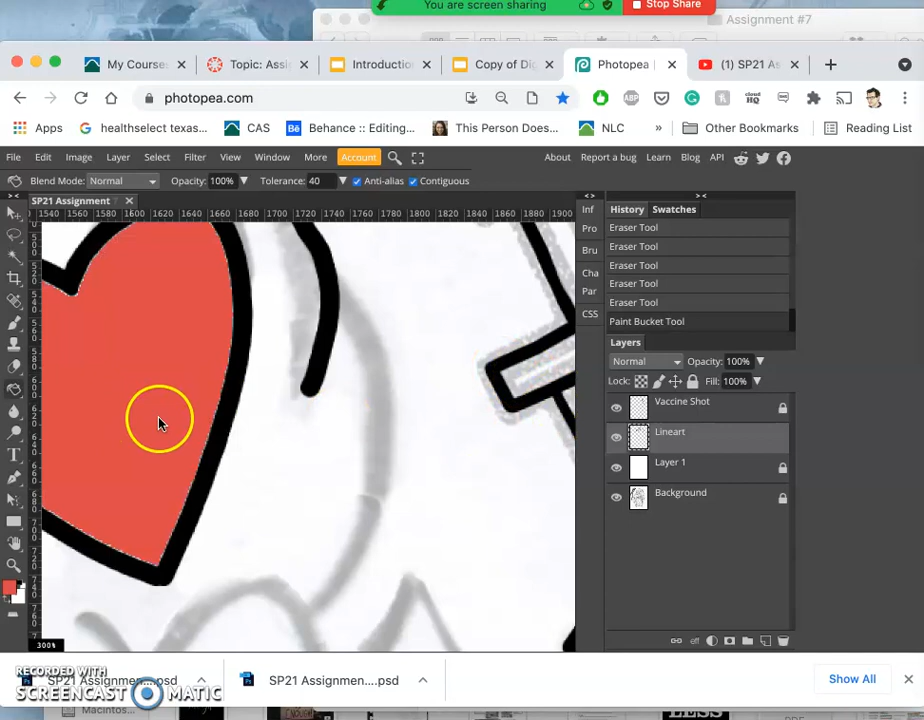 You are screen sharing
Stop Share
Assignment #7
My Courses
Topic: Assi
Introduction
Copy of Dig
Photopea
(1) SP21 As
photopea.com
Apps
healthselect texas...
CAS
Behance :: Editing...
This Person Does...
NLC
»
Other Bookmarks
Reading List
File Edit Image Layer Select Filter View Window More Account
About Report a bug Learn Blog API
Blend Mode: Normal Opacity: 100% Tolerance: 40 Anti-alias Contiguous
SP21 Assignment 7
1540 1560 1580 1600 1620 1640 1660 1680 1700 1720 1740 1760 1780 1800 1820 1840 1860 1880 1900
Inf
Pro
Bru
Cha
Par
CSS
History Swatches
Eraser Tool
Eraser Tool
Eraser Tool
Eraser Tool
Eraser Tool
Paint Bucket Tool
Layers
Normal Opacity: 100%
Lock: Fill: 100%
Vaccine Shot
Lineart
Layer 1
Background
eff
300%
SP21 Assignmen....psd
SP21 Assignmen....psd
Show All
RECORDED WITH
SCREENCAST MATIC
Macintos...